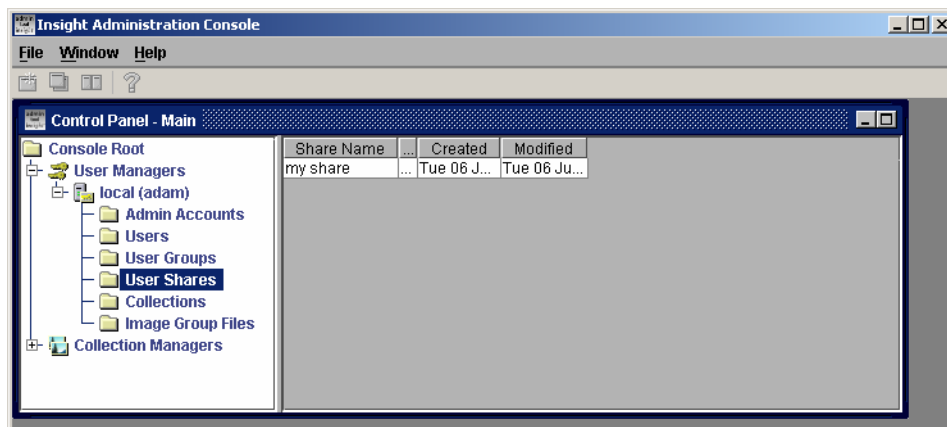 Insight Administration Console
File Window Help
Control Panel - Main
Console Root
User Managers
local (adam)
Admin Accounts
Users
User Groups
User Shares
Collections
Image Group Files
Collection Managers
Share Name ... Created Modified
my share ... Tue 06 J... Tue 06 Ju...